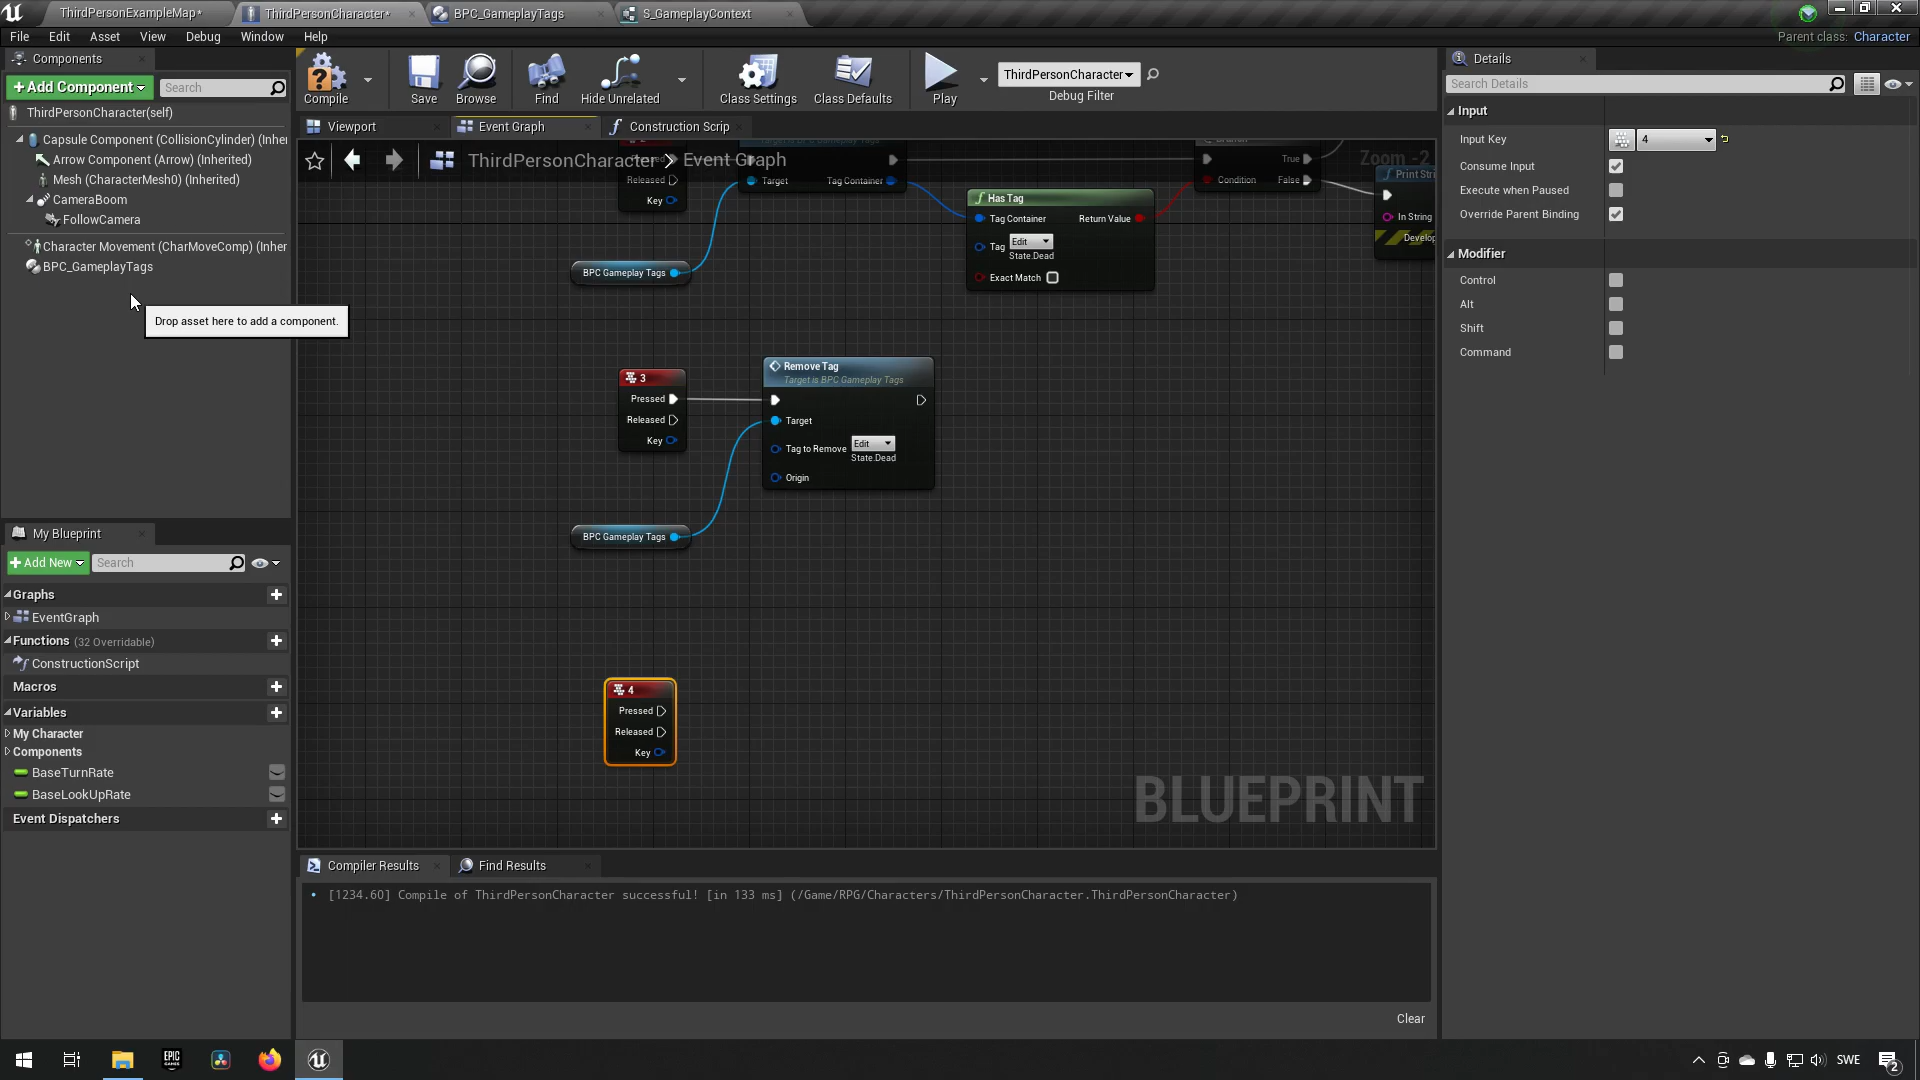 ThirdPersonExampleMap*
ThirdPersonCharacter*
BPC_GameplayTags
S_GameplayContext
File Edit Asset View Debug Window Help
Parent class: Character
Components
+Add Component
Search
ThirdPersonCharacter(self)
Capsule Component (CollisionCylinder) (Inher
Arrow Component (Arrow) (Inherited)
Mesh (CharacterMesh0) (Inherited)
CameraBoom
FollowCamera
Character Movement (CharMoveComp) (Inher
BPC_GameplayTags
Drop asset here to add a component.
My Blueprint
+Add New
Search
Graphs
EventGraph
Functions (32 Overridable)
ConstructionScript
Macros
Variables
My Character
Components
BaseTurnRate
BaseLookUpRate
Event Dispatchers
Compile
Save
Browse
Find
Hide Unrelated
Class Settings
Class Defaults
Play
ThirdPersonCharacter
Debug Filter
Viewport
Event Graph
Construction Scrip
ThirdPersonCharacter > Event Graph
Zoom -2
Released
Key
Target
Tag Container
BPC Gameplay Tags
Has Tag
Tag Container
Return Value
Tag
Edit
State.Dead
Exact Match
Condition
True
False
Print Stri
In String
Develop
3
Pressed
Released
Key
Remove Tag
Target is BPC Gameplay Tags
Target
Tag to Remove
Edit
State.Dead
Origin
BPC Gameplay Tags
4
Pressed
Released
Key
BLUEPRINT
Compiler Results
Find Results
[1234.60] Compile of ThirdPersonCharacter successful! [in 133 ms] (/Game/RPG/Characters/ThirdPersonCharacter.ThirdPersonCharacter)
Clear
Details
Search Details
Input
Input Key
4
Consume Input
Execute when Paused
Override Parent Binding
Modifier
Control
Alt
Shift
Command
EPIC
GAMES
SWE
2